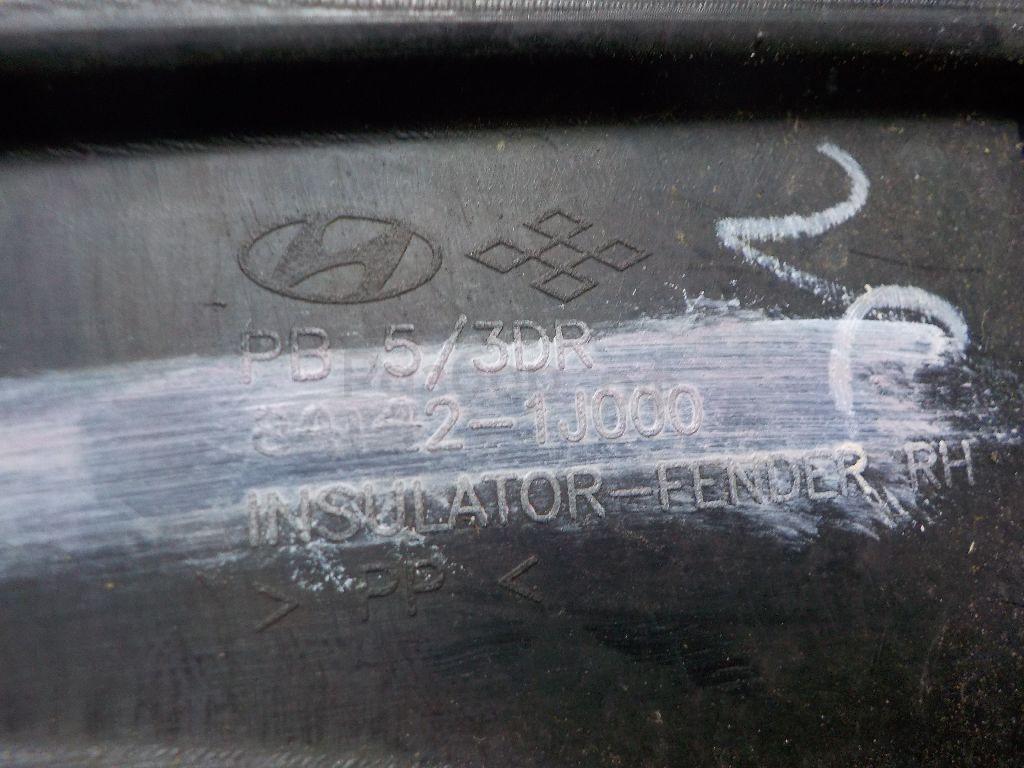 PB 5/3DR
2-1J000
INSULATOR-FENDER, RH
> PP <